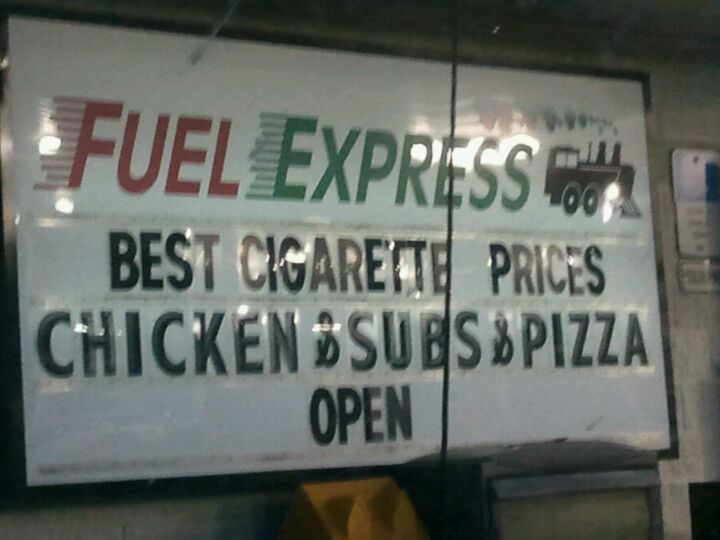 FUEL EXPRESS
BEST CIGARETTE PRICES
CHICKEN & SUBS & PIZZA
OPEN